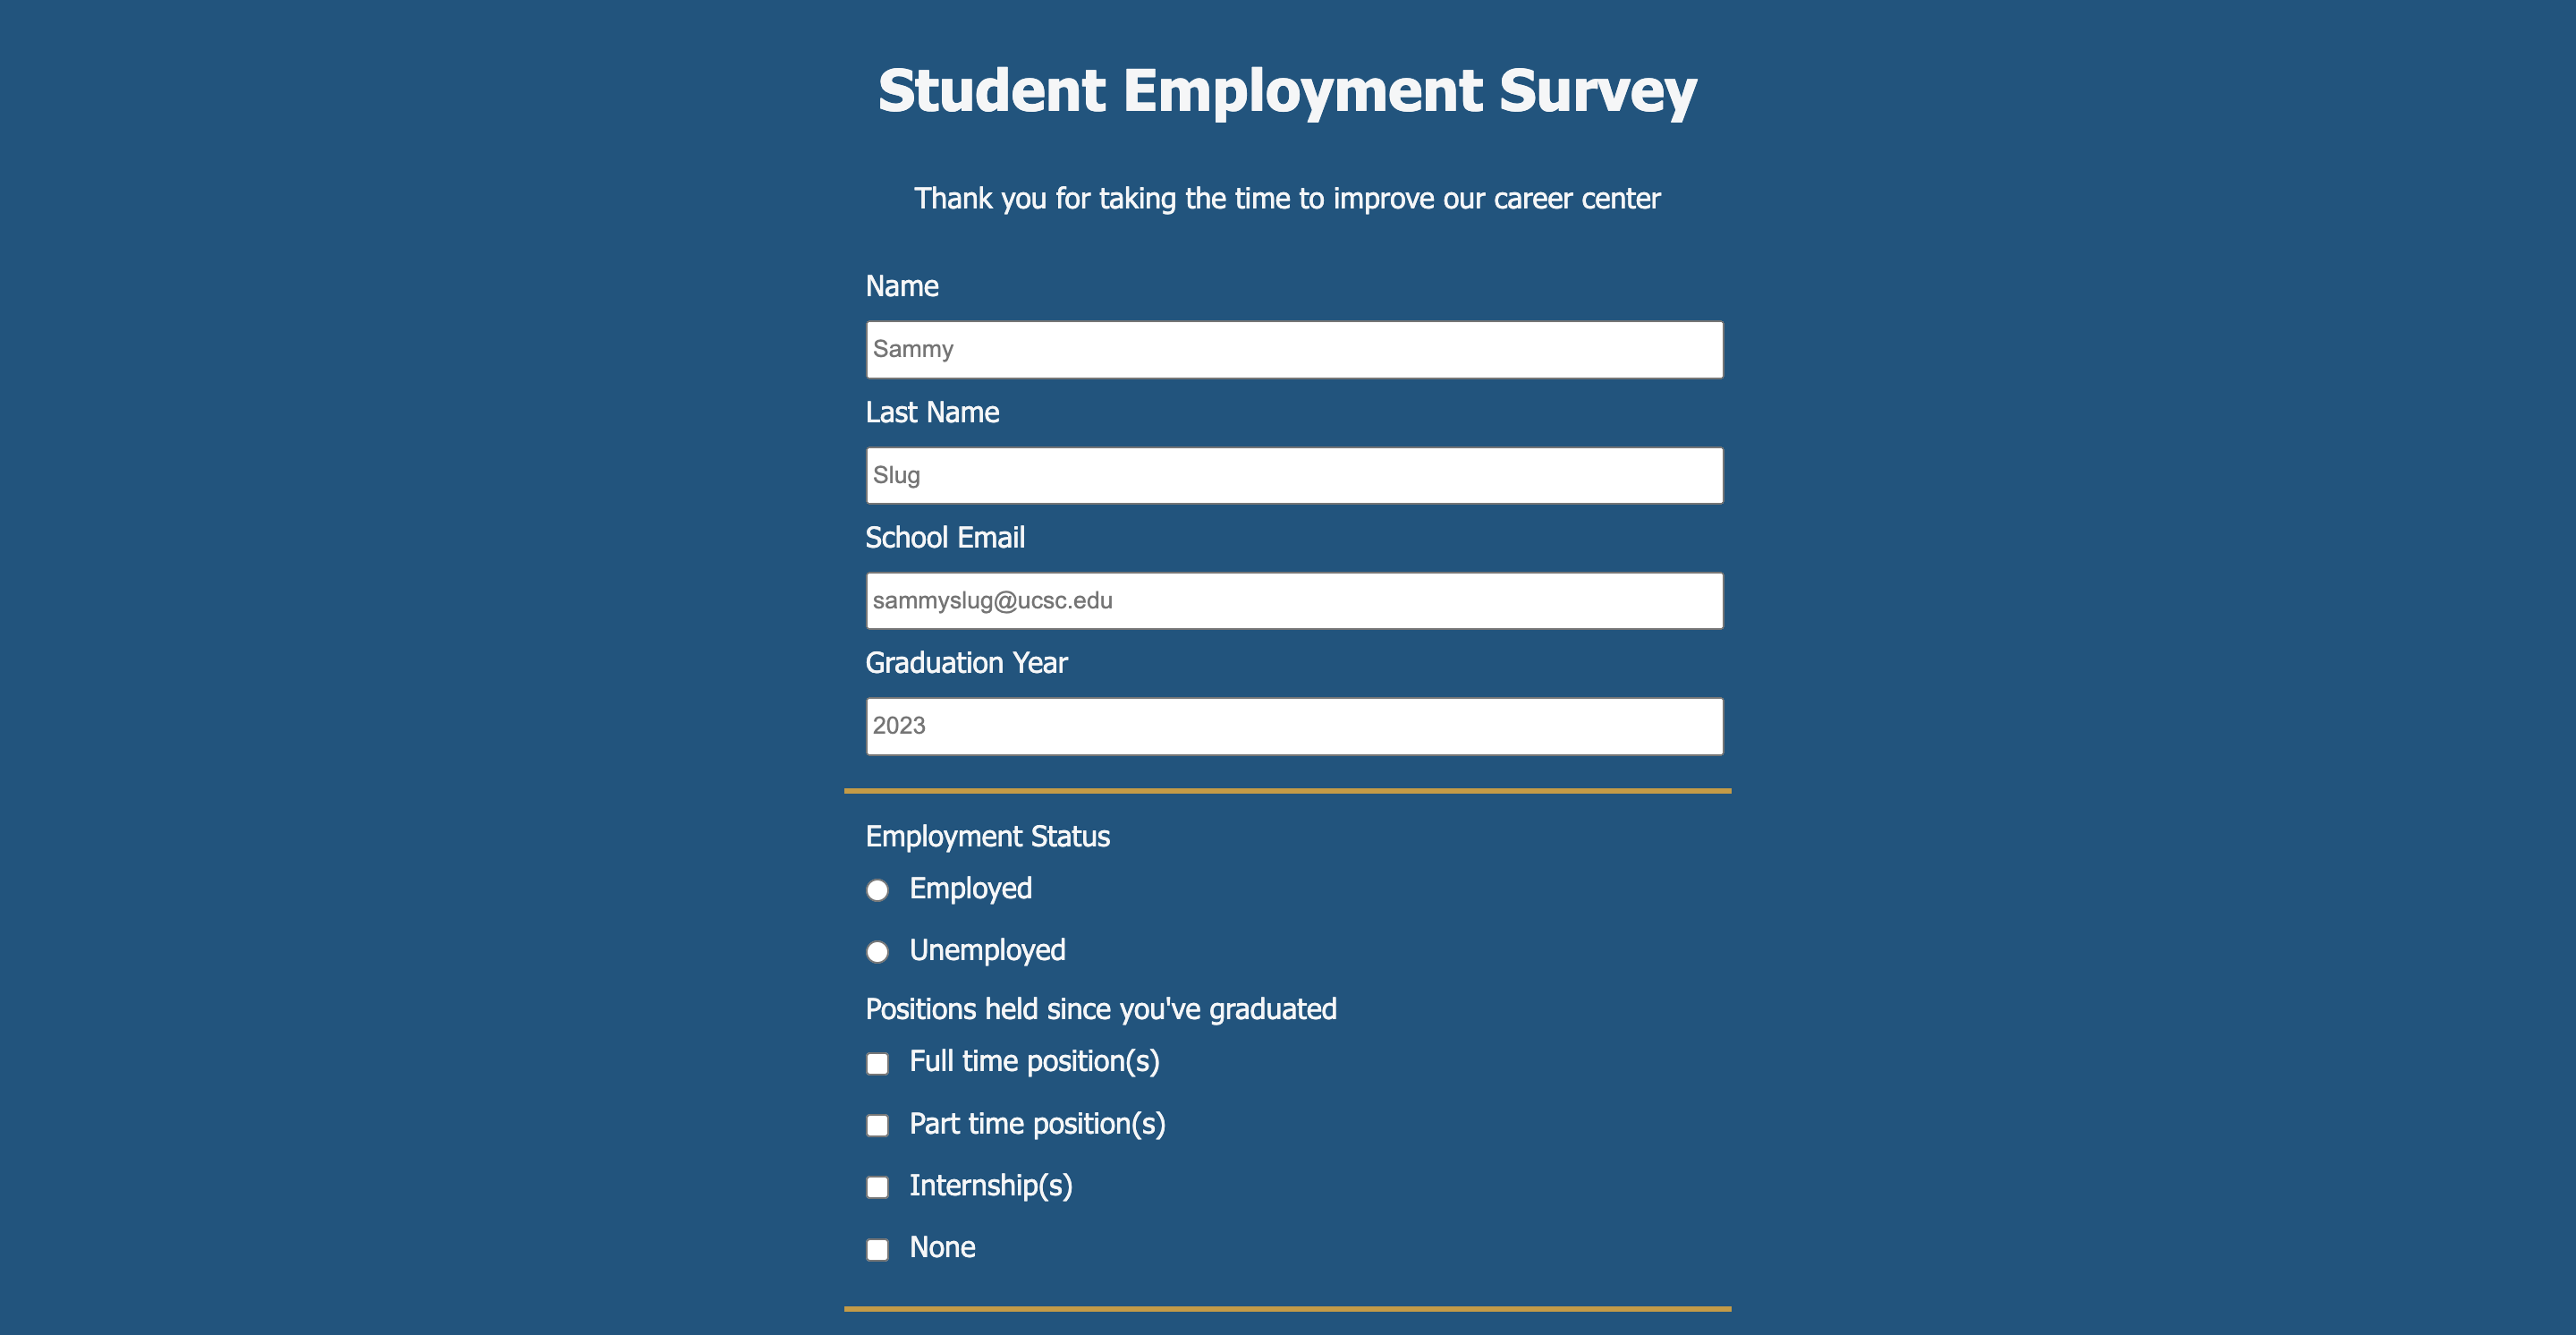 Student Employment Survey
Thank you for taking the time to improve our career center
Name
Sammy
Last Name
Slug
School Email
sammyslug@ucsc.edu
Graduation Year
2023
Employment Status
Employed
Unemployed
Positions held since you've graduated
Full time position(s)
Part time position(s)
Internship(s)
None